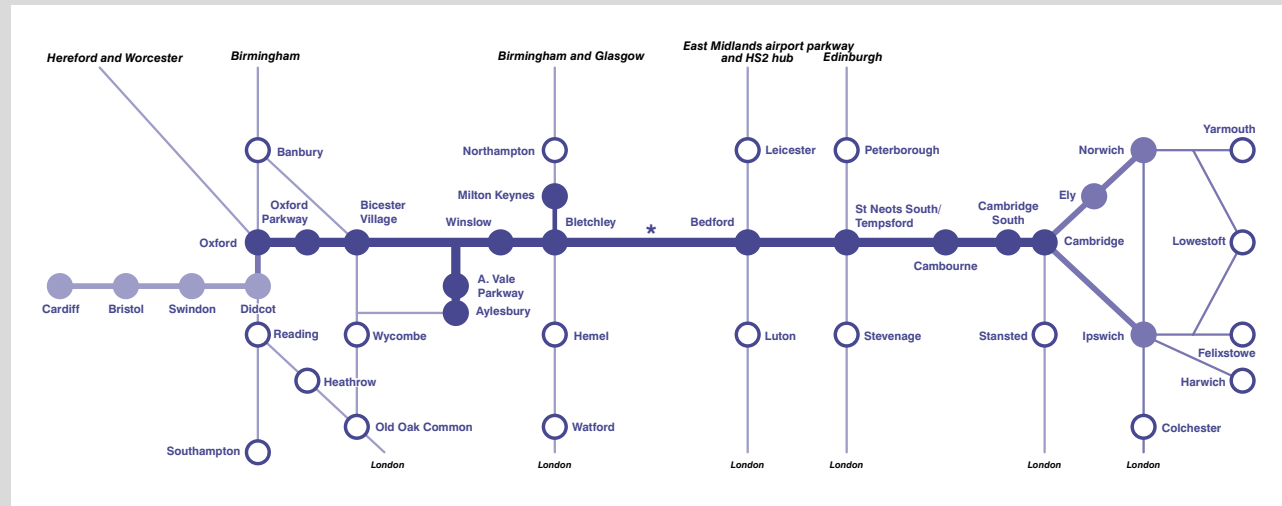 East Midlands airport parkway
and HS2 hub
Hereford and Worcester
Birmingham
Birmingham and Glasgow
Edinburgh
Yarmouth
Banbury
Northampton
Leicester
Peterborough
Norwich
Milton Keynes
Ely
Oxford
Parkway
Bicester
Village
Winslow
Bletchley
*
Bedford
St Neots South/
Tempsford
Cambridge
South
Oxford
Cambridge
Lowestoft
Cambourne
A. Vale
Parkway
Aylesbury
Cardiff
Bristol
Swindon
Didcot
Reading
Wycombe
Hemel
Luton
Stevenage
Stansted
Ipswich
Felixstowe
Heathrow
Harwich
Old Oak Common
Watford
Colchester
Southampton
London
London
London
London
London
London